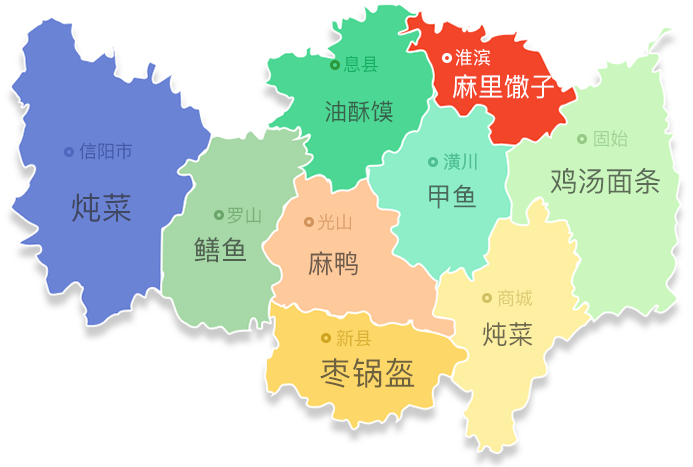 淮滨
麻里馓子
息县
油酥馍
固始
鸡汤面条
信阳市
炖菜
潢川
甲鱼
罗山
鳝鱼
光山
麻鸭
商城
炖菜
新县
枣锅盔